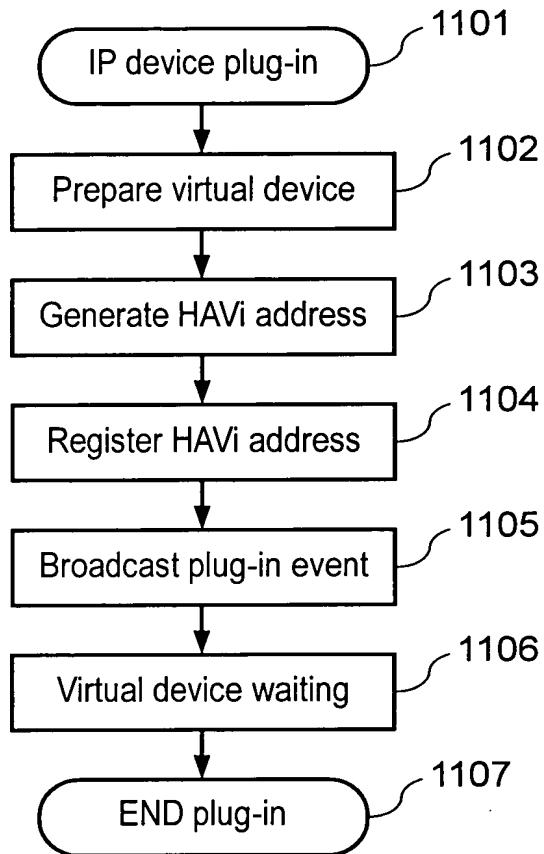 1101
IP device plug-in
1102
Prepare virtual device
1103
Generate HAVi address
1104
Register HAVi address
1105
Broadcast plug-in event
1106
Virtual device waiting
1107
END plug-in